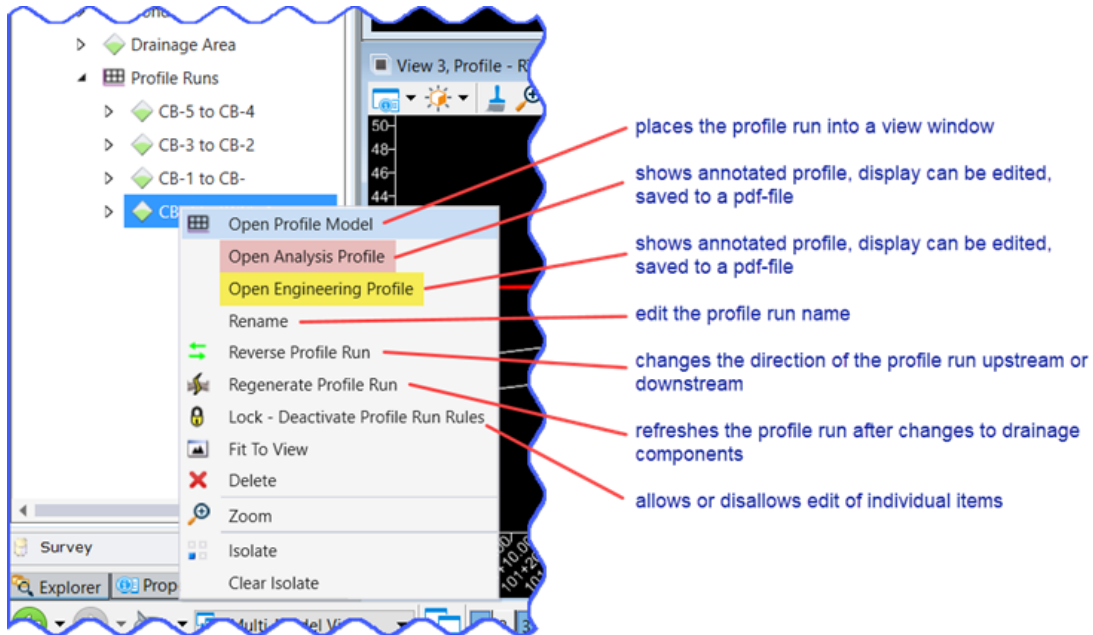 Drainage Area
Profile Runs
CB-5 to CB-4
CB-3 to CB-2
CB-1 to CB-
CB
Open Profile Model
Open Analysis Profile
Open Engineering Profile
Rename
Reverse Profile Run
Regenerate Profile Run
Lock - Deactivate Profile Run Rules
Fit To View
Delete
Zoom
Isolate
Clear Isolate
Survey
Explorer
Prop
View 3, Profile - R
50
48
46
44
places the profile run into a view window
shows annotated profile, display can be edited,
saved to a pdf-file
shows annotated profile, display can be edited,
saved to a pdf-file
edit the profile run name
changes the direction of the profile run upstream or
downstream
refreshes the profile run after changes to drainage
components
allows or disallows edit of individual items